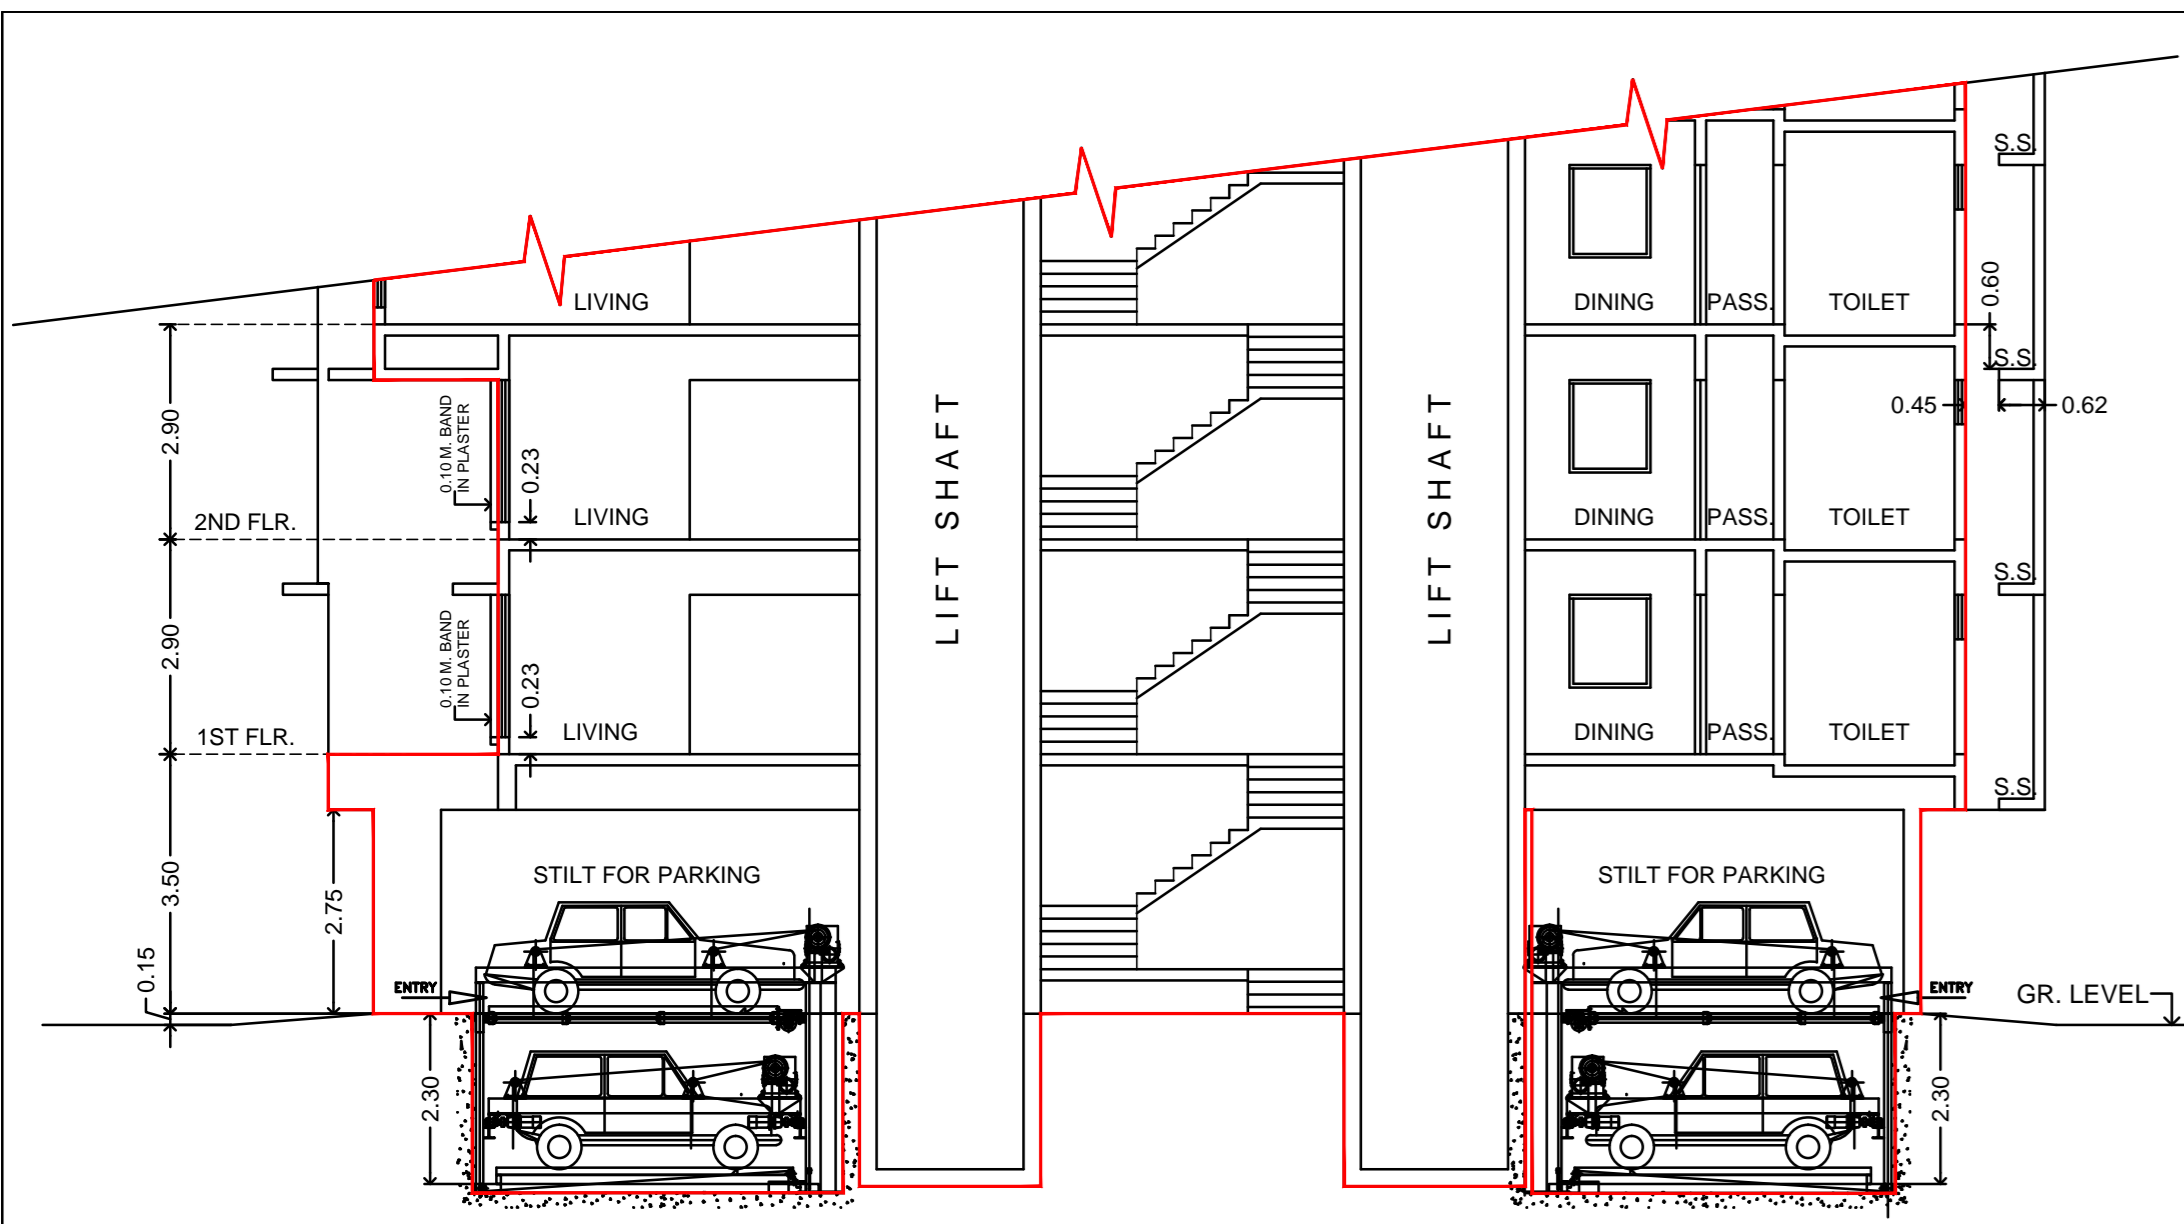 S.S.
LIVING
DINING
PASS.
TOILET
0.60
S.S.
2.90
0.10 M. BAND
IN PLASTER
0.23
LIFT SHAFT
LIFT SHAFT
0.45
0.62
2ND FLR.
LIVING
DINING
PASS.
TOILET
S.S.
2.90
0.10 M. BAND
IN PLASTER
0.23
1ST FLR.
LIVING
DINING
PASS.
TOILET
S.S.
3.50
2.75
STILT FOR PARKING
STILT FOR PARKING
0.15
ENTRY
ENTRY
GR. LEVEL
2.30
2.30